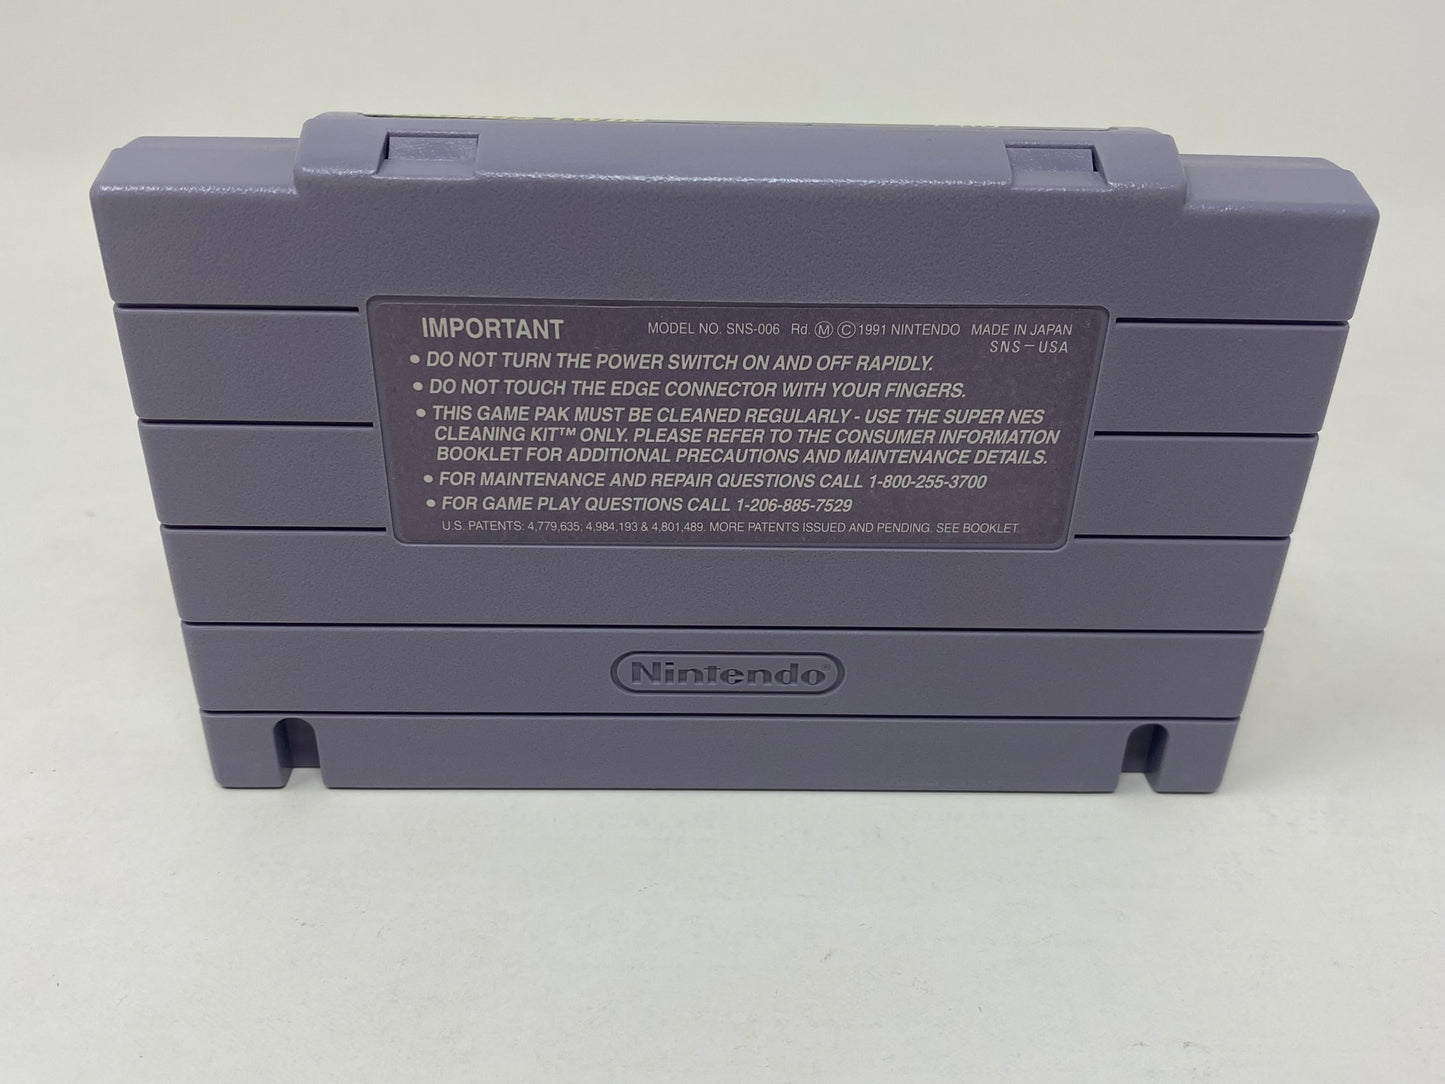 IMPORTANT MODEL NO. SNS-006 Rd. Ⓜ Ⓒ 1991 NINTENDO MADE IN JAPAN
SNS-USA
• DO NOT TURN THE POWER SWITCH ON AND OFF RAPIDLY.
• DO NOT TOUCH THE EDGE CONNECTOR WITH YOUR FINGERS.
• THIS GAME PAK MUST BE CLEANED REGULARLY - USE THE SUPER NES
CLEANING KIT™ ONLY. PLEASE REFER TO THE CONSUMER INFORMATION
BOOKLET FOR ADDITIONAL PRECAUTIONS AND MAINTENANCE DETAILS.
• FOR MAINTENANCE AND REPAIR QUESTIONS CALL 1-800-255-3700
• FOR GAME PLAY QUESTIONS CALL 1-206-885-7529
U.S. PATENTS: 4,779,635, 4,984,193 & 4,801,489. MORE PATENTS ISSUED AND PENDING. SEE BOOKLET.
Nintendo®